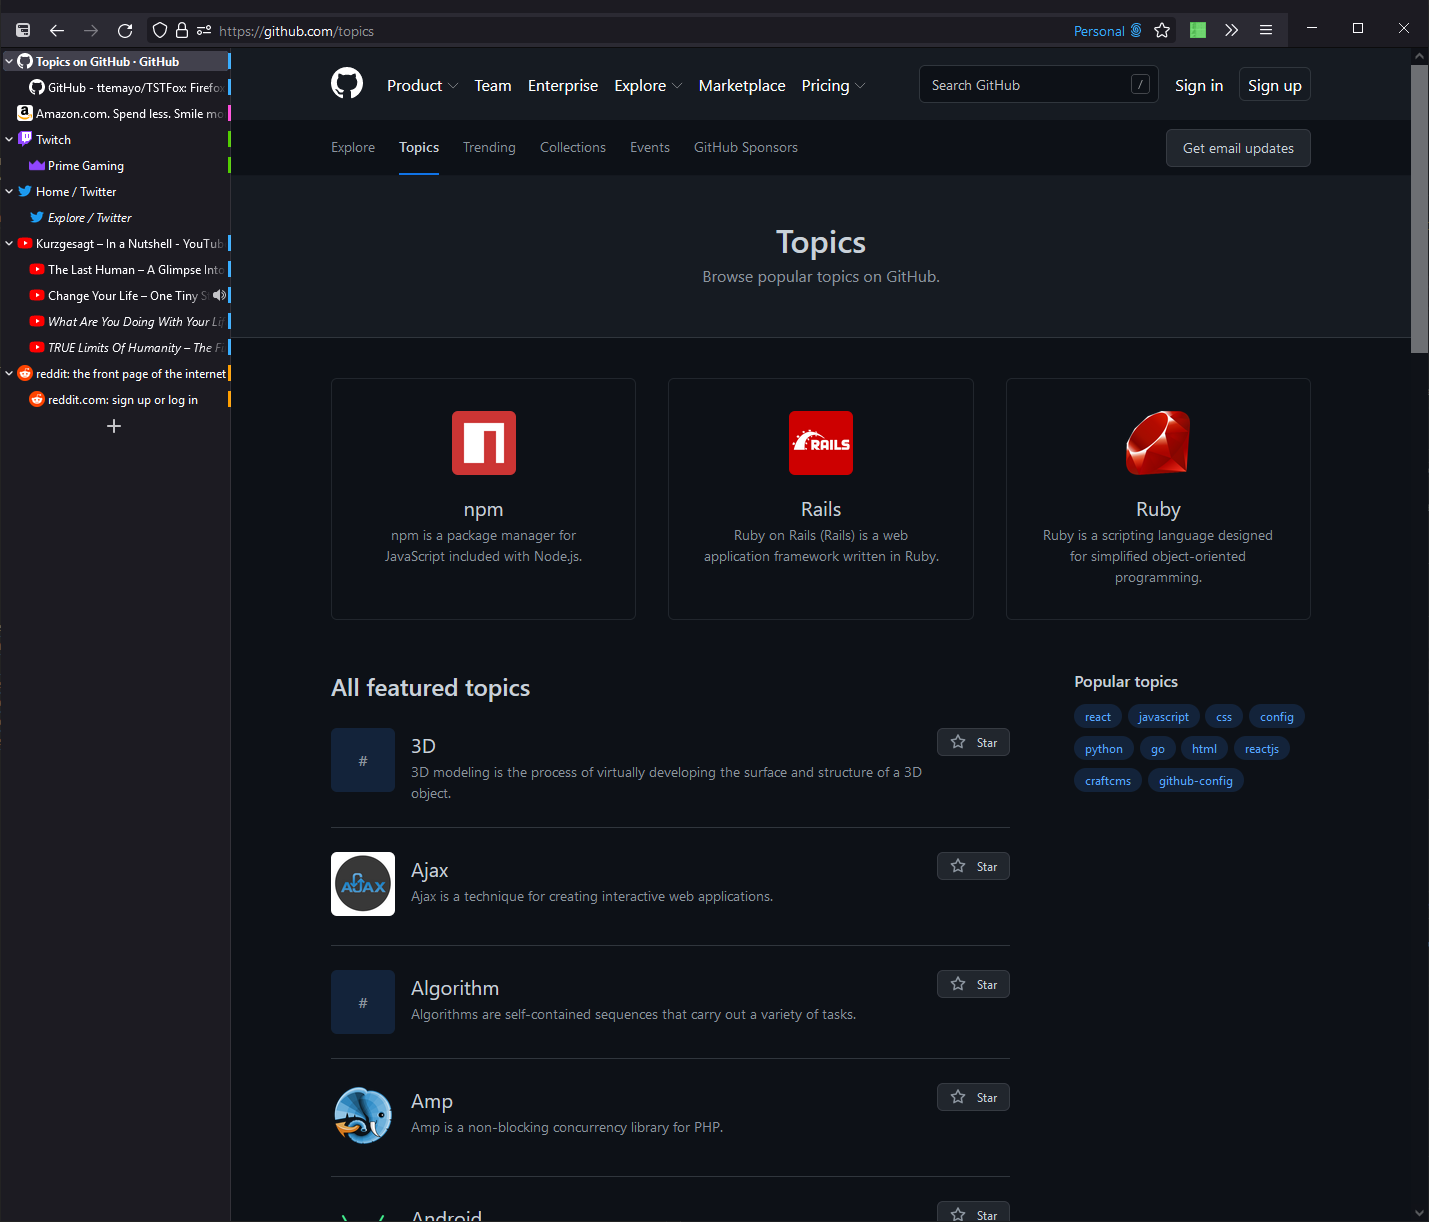 https://github.com/topics
Personal
Topics on GitHub · GitHub
GitHub - ttemayo/TSTFox: Firefo
Amazon.com. Spend less. Smile mo
Twitch
Prime Gaming
Home / Twitter
Explore / Twitter
Kurzgesagt – In a Nutshell - YouTub
The Last Human – A Glimpse Into
Change Your Life – One Tiny S
What Are You Doing With Your Lif
TRUE Limits Of Humanity – The Fi
reddit: the front page of the internet
reddit.com: sign up or log in
Product
Team
Enterprise
Explore
Marketplace
Pricing
Search GitHub
/
Sign in
Sign up
Explore
Topics
Trending
Collections
Events
GitHub Sponsors
Get email updates
Topics
Browse popular topics on GitHub.
npm
npm is a package manager for
JavaScript included with Node.js.
RAILS
Rails
Ruby on Rails (Rails) is a web
application framework written in Ruby.
Ruby
Ruby is a scripting language designed
for simplified object-oriented
programming.
All featured topics
#
3D
3D modeling is the process of virtually developing the surface and structure of a 3D
object.
Star
AJAX
Ajax
Ajax is a technique for creating interactive web applications.
Star
#
Algorithm
Algorithms are self-contained sequences that carry out a variety of tasks.
Star
Amp
Amp is a non-blocking concurrency library for PHP.
Star
Android
Star
Popular topics
react
javascript
css
config
python
go
html
reactjs
craftcms
github-config